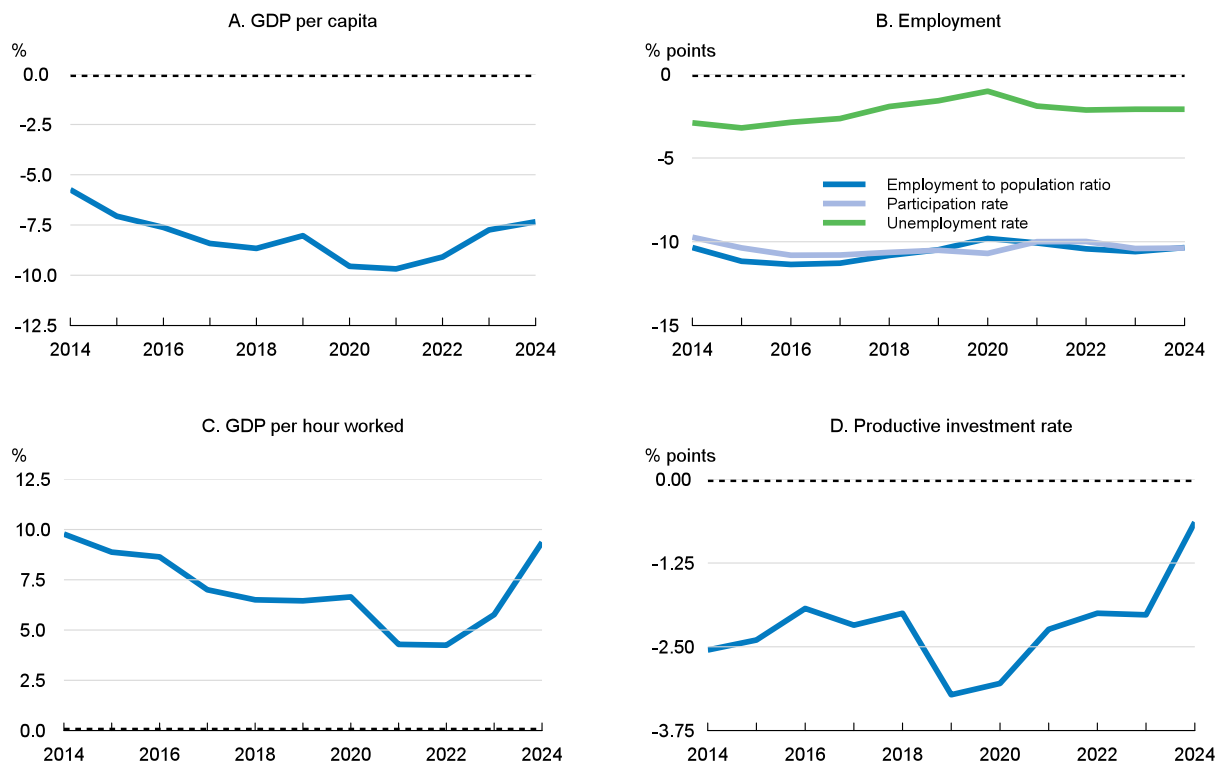 A. GDP per capita
%
0.0
-2.5
-5.0
-7.5
-10.0
-12.5
2014 2016 2018 2020 2022 2024
B. Employment
% points
0
-5
Employment to population ratio
Participation rate
Unemployment rate
-10
-15
2014 2016 2018 2020 2022 2024
C. GDP per hour worked
%
12.5
10.0
7.5
5.0
2.5
0.0
2014 2016 2018 2020 2022 2024
D. Productive investment rate
% points
0.00
-1.25
-2.50
-3.75
2014 2016 2018 2020 2022 2024